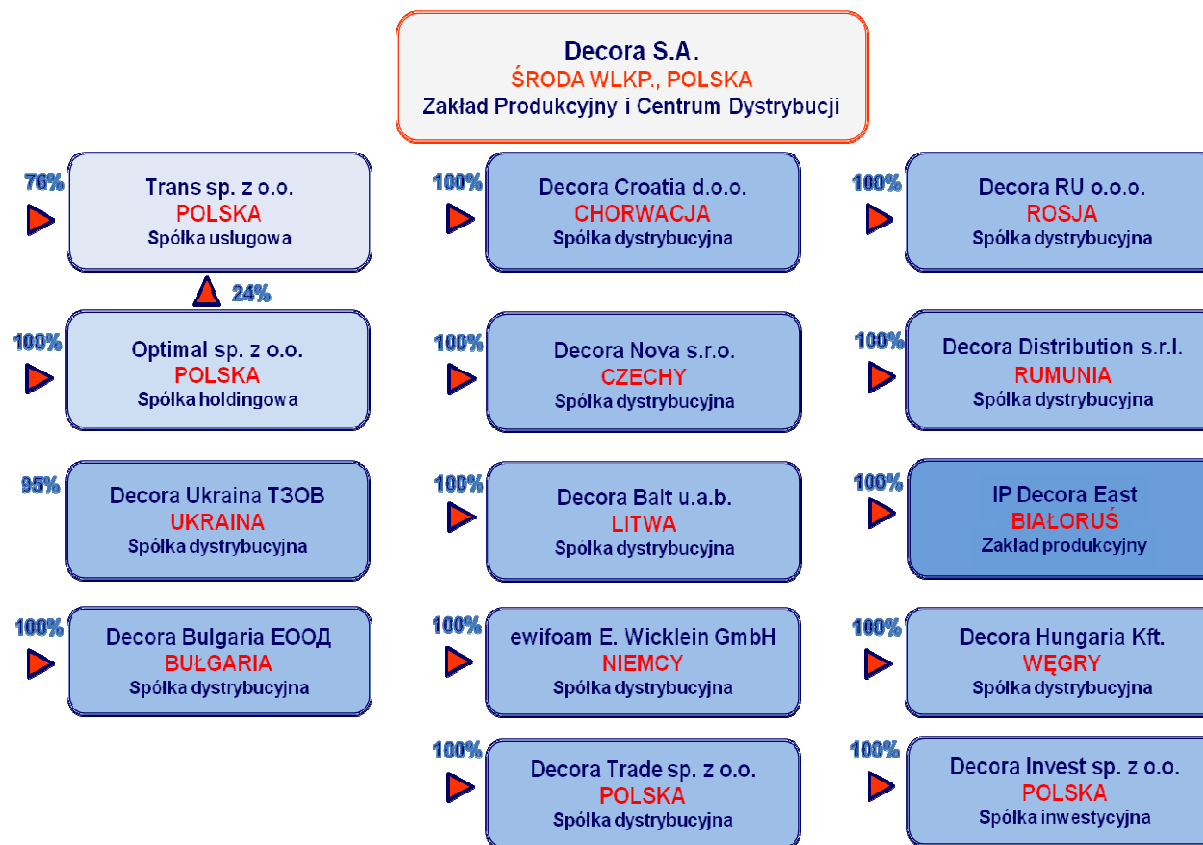 Decora S.A.
ŚRODA WLKP., POLSKA
Zakład Produkcyjny i Centrum Dystrybucji
76%
Trans sp. z o.o.
POLSKA
Spółka usługowa
100%
Decora Croatia d.o.o.
CHORWACJA
Spółka dystrybucyjna
100%
Decora RU o.o.o.
ROSJA
Spółka dystrybucyjna
24%
100%
Optimal sp. z o.o.
POLSKA
Spółka holdingowa
100%
Decora Nova s.r.o.
CZECHY
Spółka dystrybucyjna
100%
Decora Distribution s.r.l.
RUMUNIA
Spółka dystrybucyjna
95%
Decora Ukraina ТЗОВ
UKRAINA
Spółka dystrybucyjna
100%
Decora Balt u.a.b.
LITWA
Spółka dystrybucyjna
100%
IP Decora East
BIAŁORUŚ
Zakład produkcyjny
100%
Decora Bulgaria ЕООД
BUŁGARIA
Spółka dystrybucyjna
100%
ewifoam E. Wicklein GmbH
NIEMCY
Spółka dystrybucyjna
100%
Decora Hungaria Kft.
WĘGRY
Spółka dystrybucyjna
100%
Decora Trade sp. z o.o.
POLSKA
Spółka dystrybucyjna
100%
Decora Invest sp. z o.o.
POLSKA
Spółka inwestycyjna